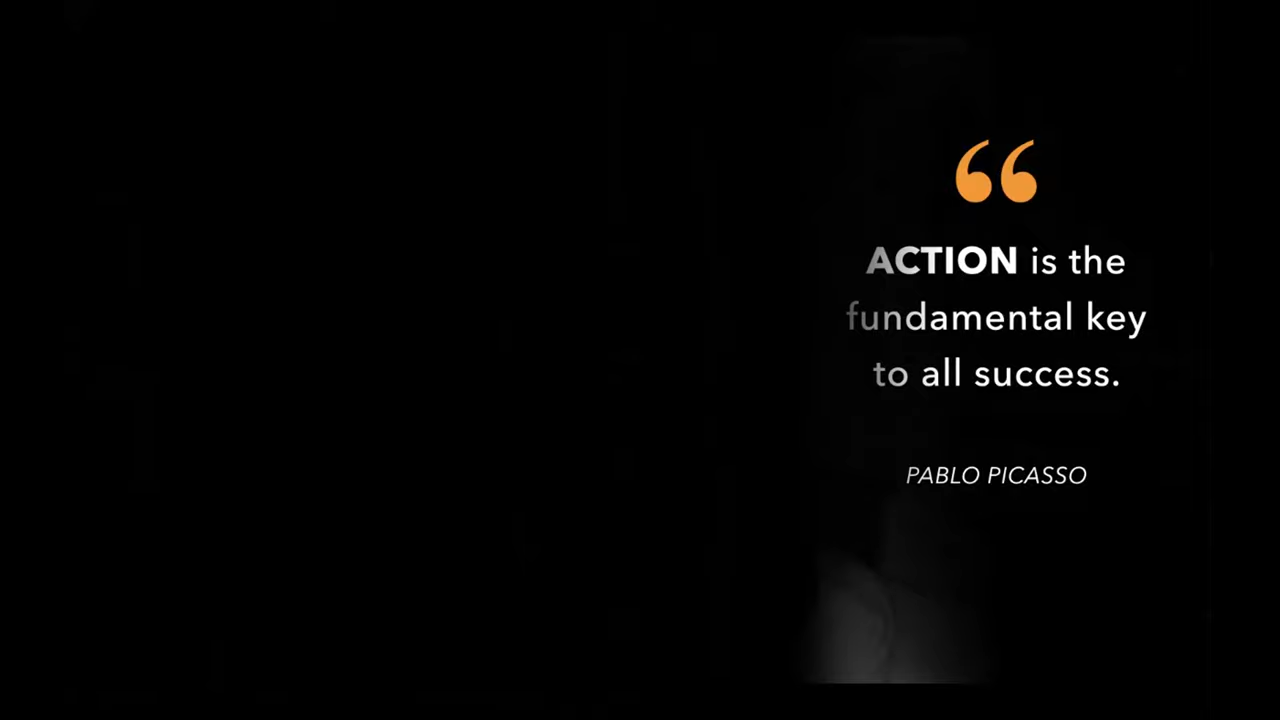 “
ACTION is the
fundamental key
to all success.
PABLO PICASSO